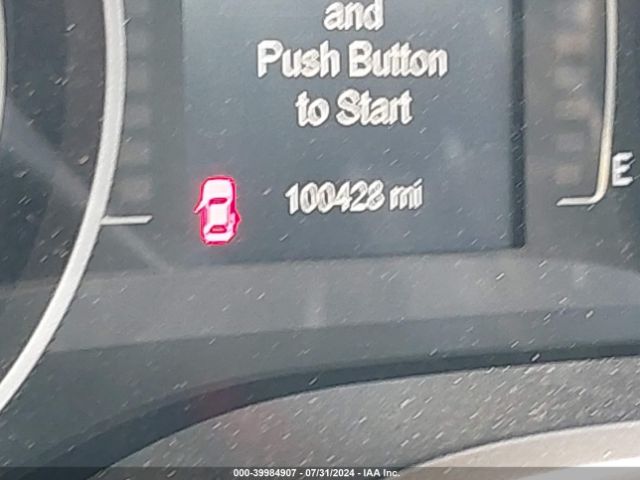 and
Push Button
to Start
100428 mi
E
000-39984907 - 07/31/2024 - IAA Inc.